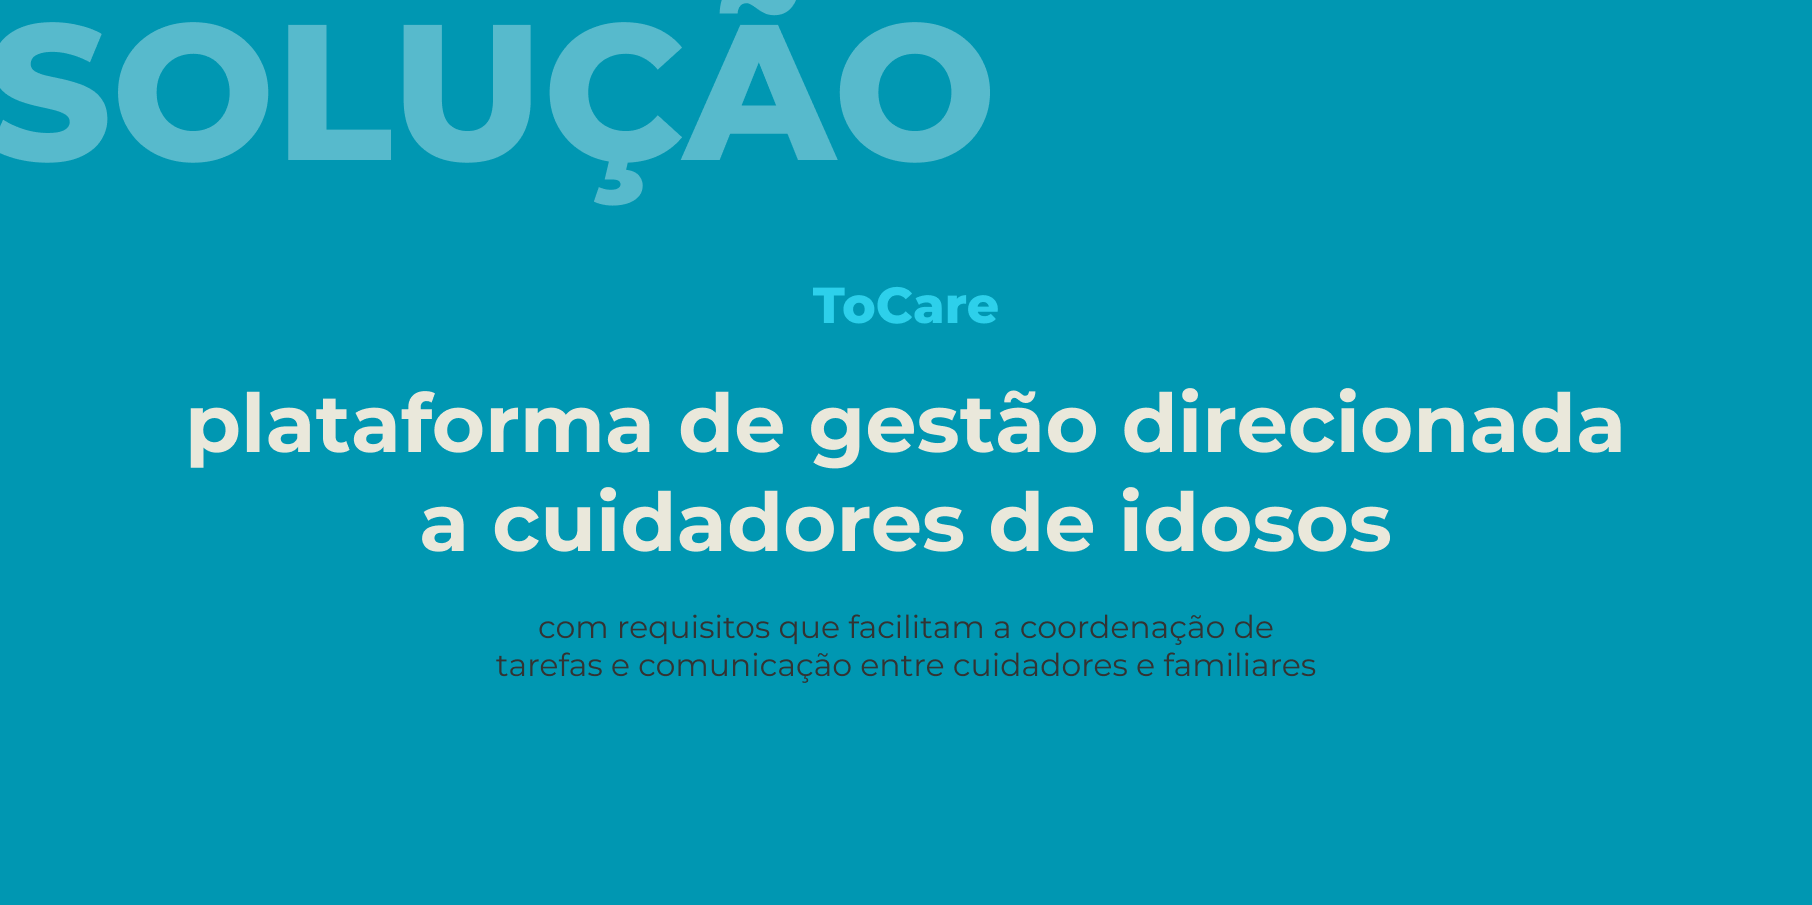 SOLUÇÃO
ToCare
plataforma de gestão direcionada
a cuidadores de idosos
com requisitos que facilitam a coordenação de
tarefas e comunicação entre cuidadores e familiares